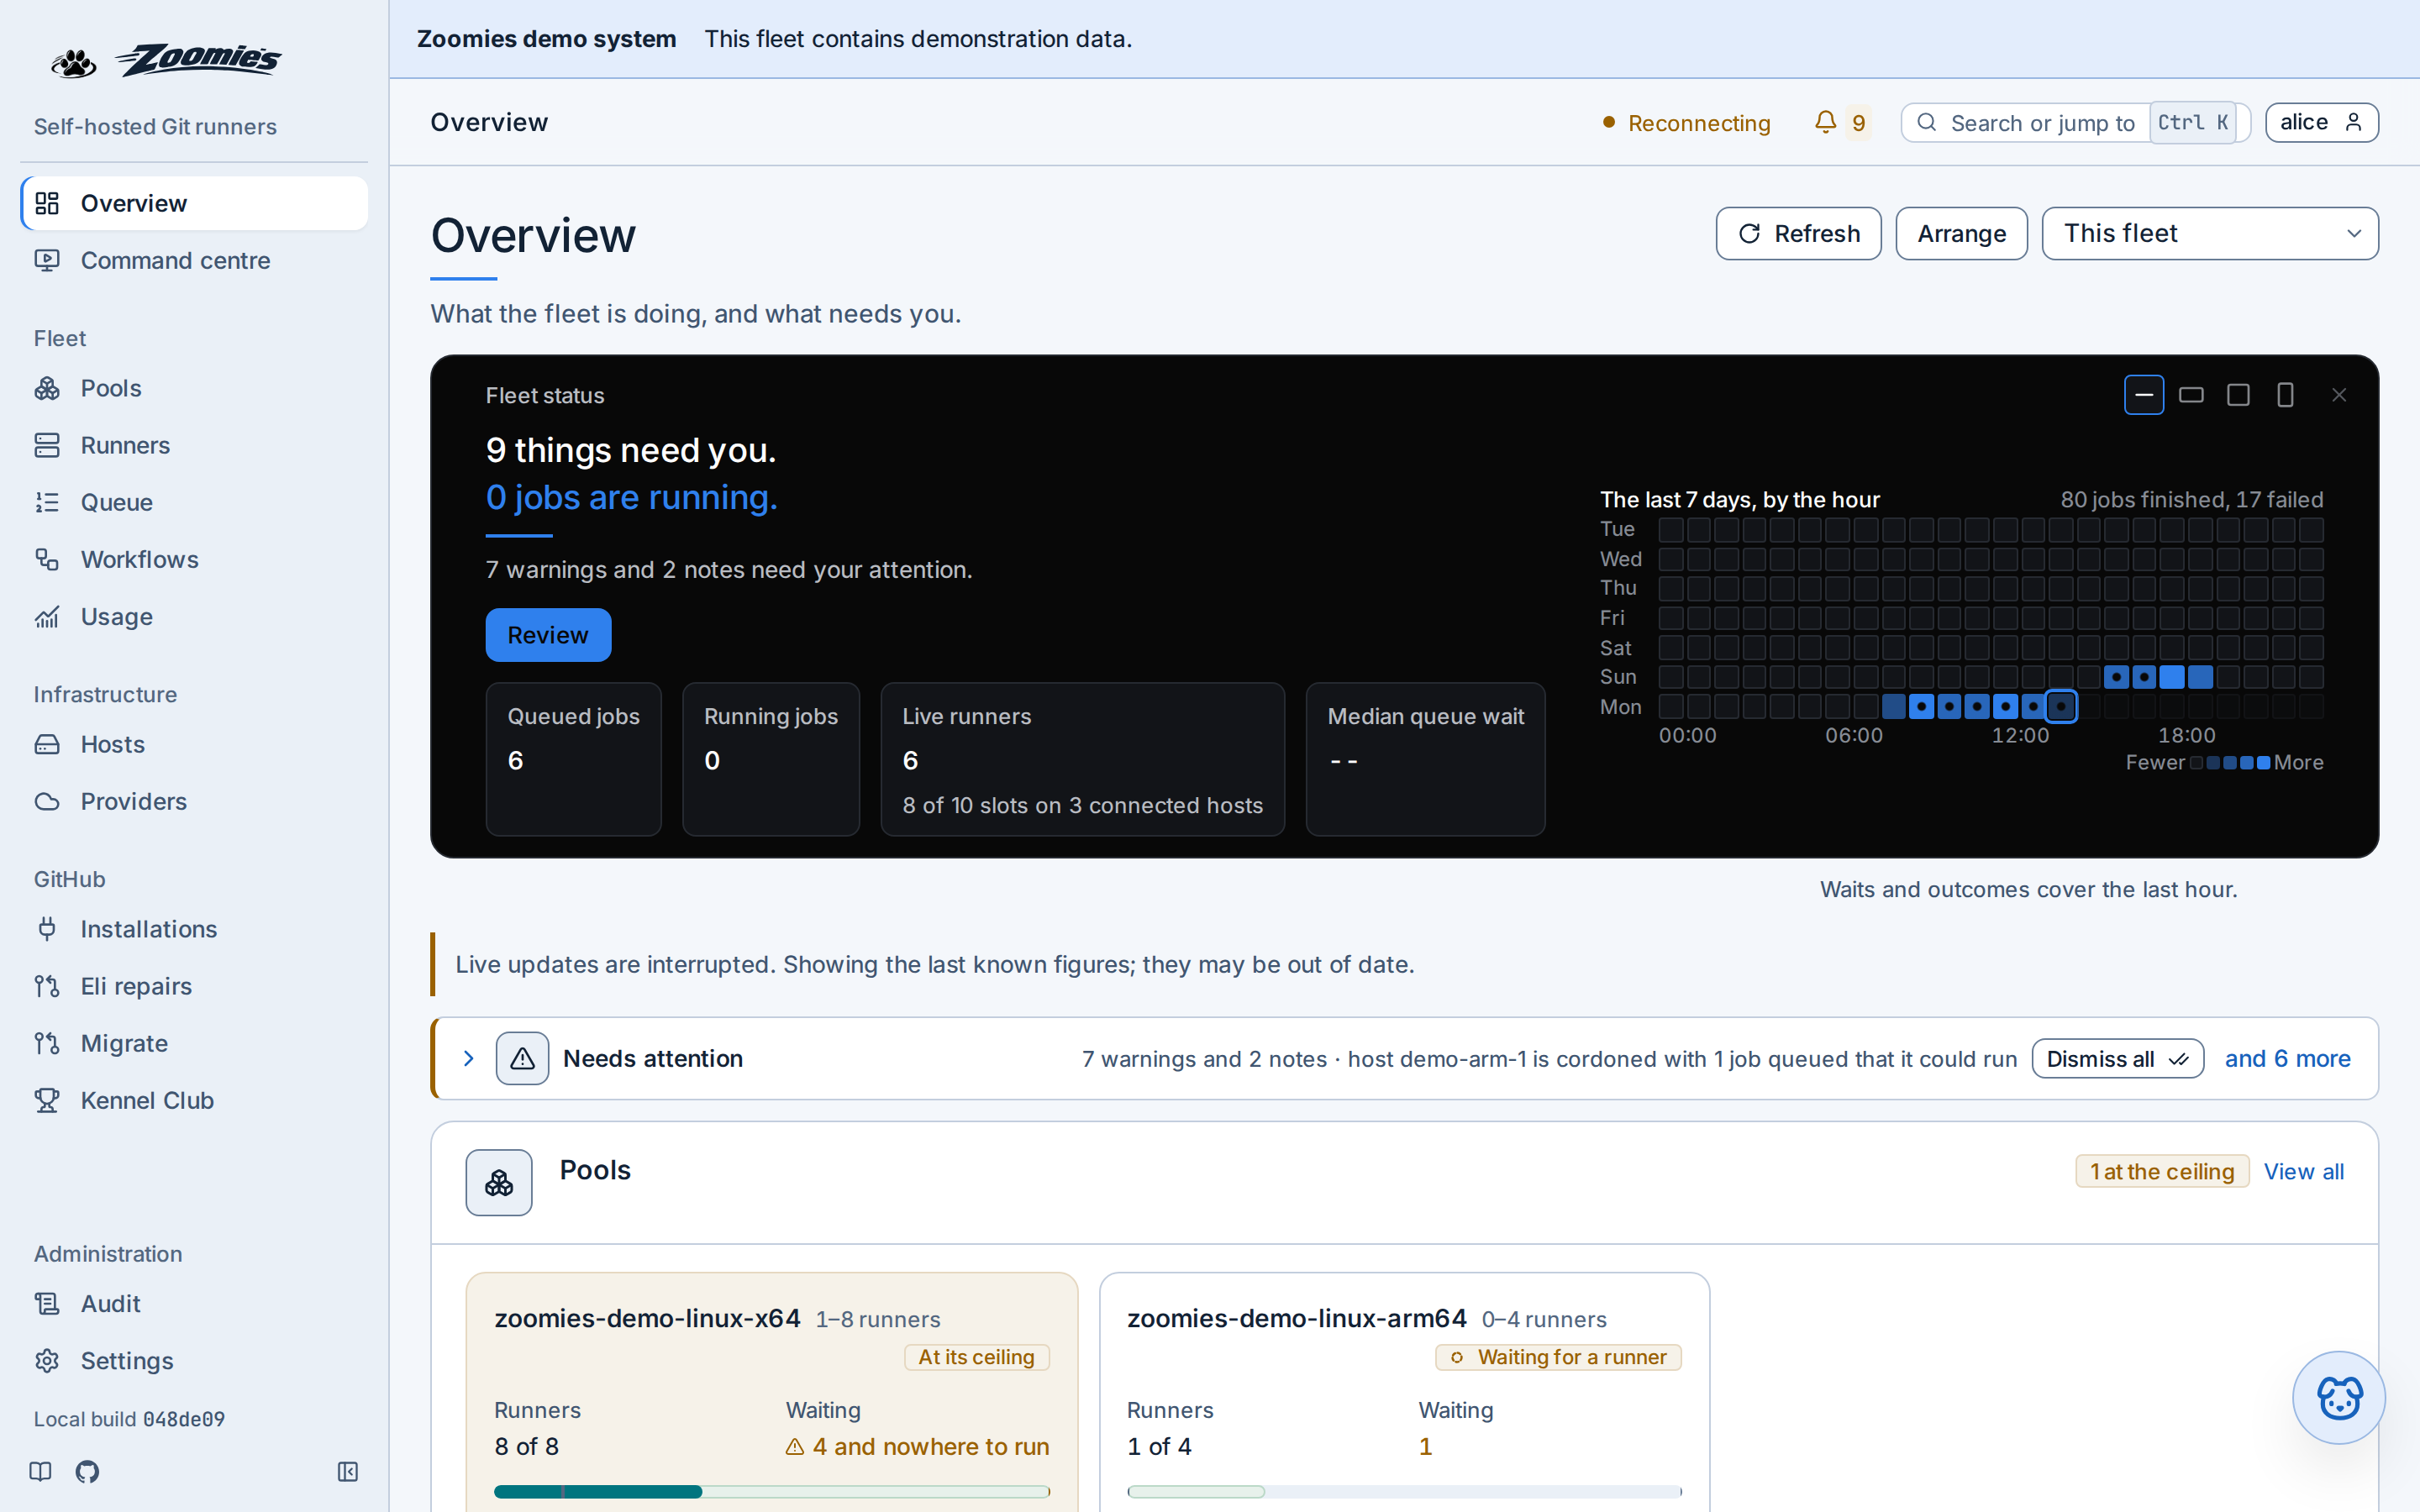 Zoomies
Self-hosted Git runners
Overview
Command centre
Fleet
Pools
Runners
Queue
Workflows
Usage
Infrastructure
Hosts
Providers
GitHub
Installations
Eli repairs
Migrate
Kennel Club
Administration
Audit
Settings
Local build 048de09
Zoomies demo system This fleet contains demonstration data.
Overview
Reconnecting
9
Search or jump to Ctrl K
alice
Overview
Refresh
Arrange
This fleet
What the fleet is doing, and what needs you.
Fleet status
9 things need you.
0 jobs are running.
7 warnings and 2 notes need your attention.
Review
Queued jobs
6
Running jobs
0
Live runners
6
8 of 10 slots on 3 connected hosts
Median queue wait
--
The last 7 days, by the hour 80 jobs finished, 17 failed
Tue
Wed
Thu
Fri
Sat
Sun
Mon
00:00 06:00 12:00 18:00
Fewer More
Waits and outcomes cover the last hour.
Live updates are interrupted. Showing the last known figures; they may be out of date.
Needs attention
7 warnings and 2 notes · host demo-arm-1 is cordoned with 1 job queued that it could run
Dismiss all
and 6 more
Pools
1 at the ceiling
View all
zoomies-demo-linux-x64 1–8 runners
At its ceiling
Runners Waiting
8 of 8 4 and nowhere to run
zoomies-demo-linux-arm64 0–4 runners
Waiting for a runner
Runners Waiting
1 of 4 1